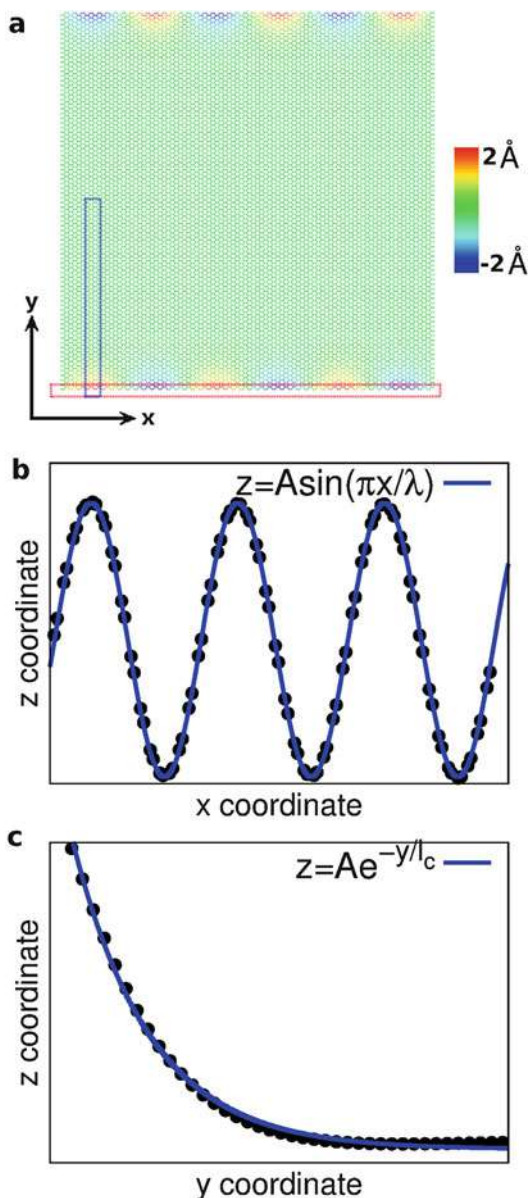 a
2 Å
-2 Å
y
x
b
z=Asin(πx/λ)
z coordinate
x coordinate
c
z=Ae^{-y/l_c}
z coordinate
y coordinate